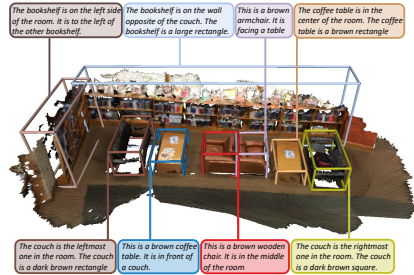 The bookshelf is on the left side
of the room. It is to the left of
the other bookshelf.
The bookshelf is on the wall
opposite of the couch. The
bookshelf is a large rectangle.
This is a brown
armchair. It is
facing a table
The coffee table is in the
center of the room. The coffee
table is a brown rectangle
The couch is the leftmost
one in the room. The couch
is a dark brown rectangle
This is a brown coffee
table. It is in front of
a couch.
This is a brown wooden
chair. It is in the middle
of the room
The couch is the rightmost
one in the room. The couch
is a dark brown square.